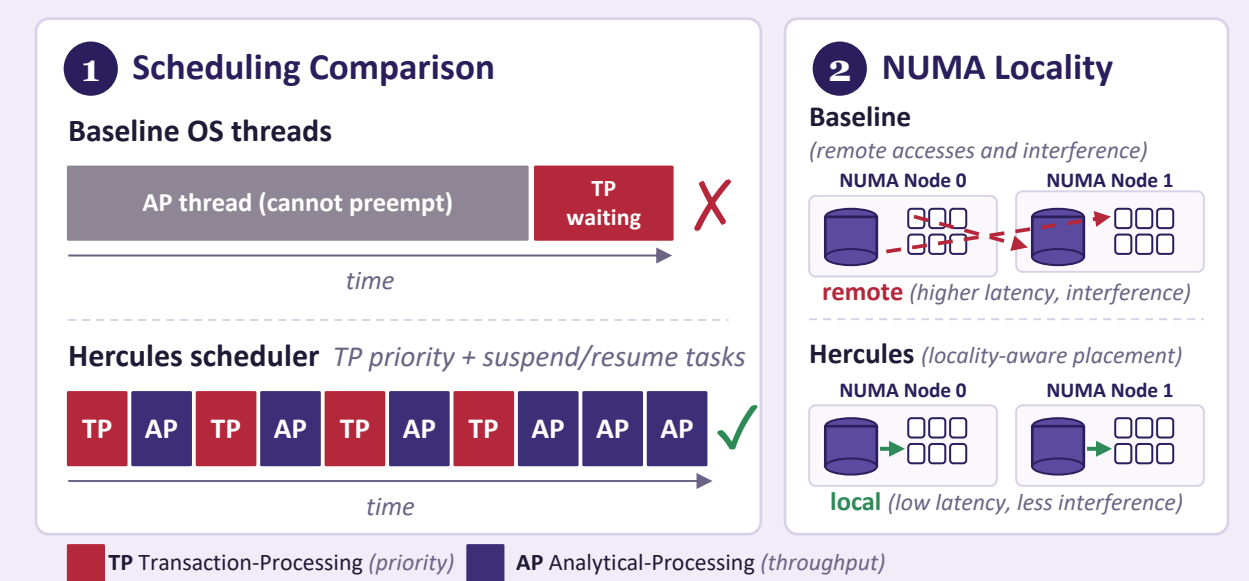 1 Scheduling Comparison
Baseline OS threads
AP thread (cannot preempt)
TP
waiting
time
Hercules scheduler TP priority + suspend/resume tasks
TP AP TP AP TP AP TP AP AP AP
time
2 NUMA Locality
Baseline
(remote accesses and interference)
NUMA Node 0 NUMA Node 1
remote (higher latency, interference)
Hercules (locality-aware placement)
NUMA Node 0 NUMA Node 1
local (low latency, less interference)
TP Transaction-Processing (priority) AP Analytical-Processing (throughput)